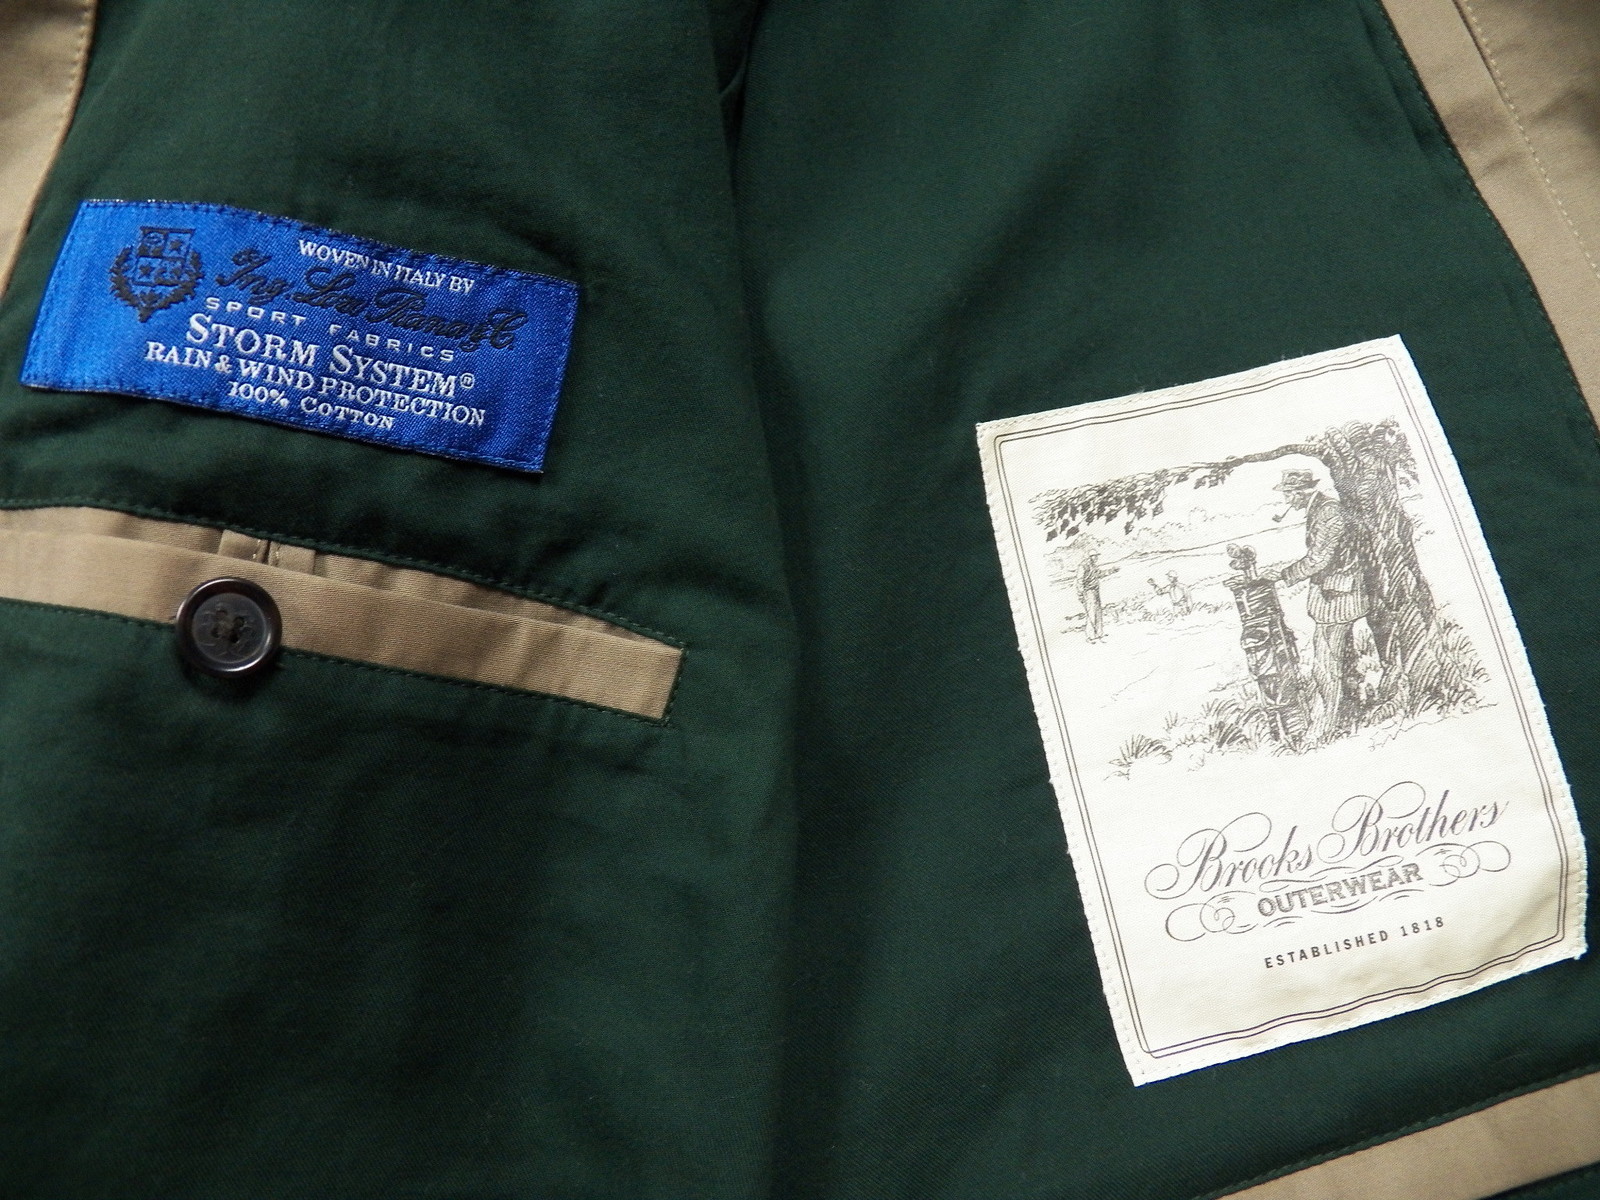 WOVEN IN ITALY BY
Ing. Loro Piana & C.
SPORT FABRICS
STORM SYSTEM®
RAIN & WIND PROTECTION
100% COTTON
Brooks Brothers
OUTERWEAR
ESTABLISHED 1818